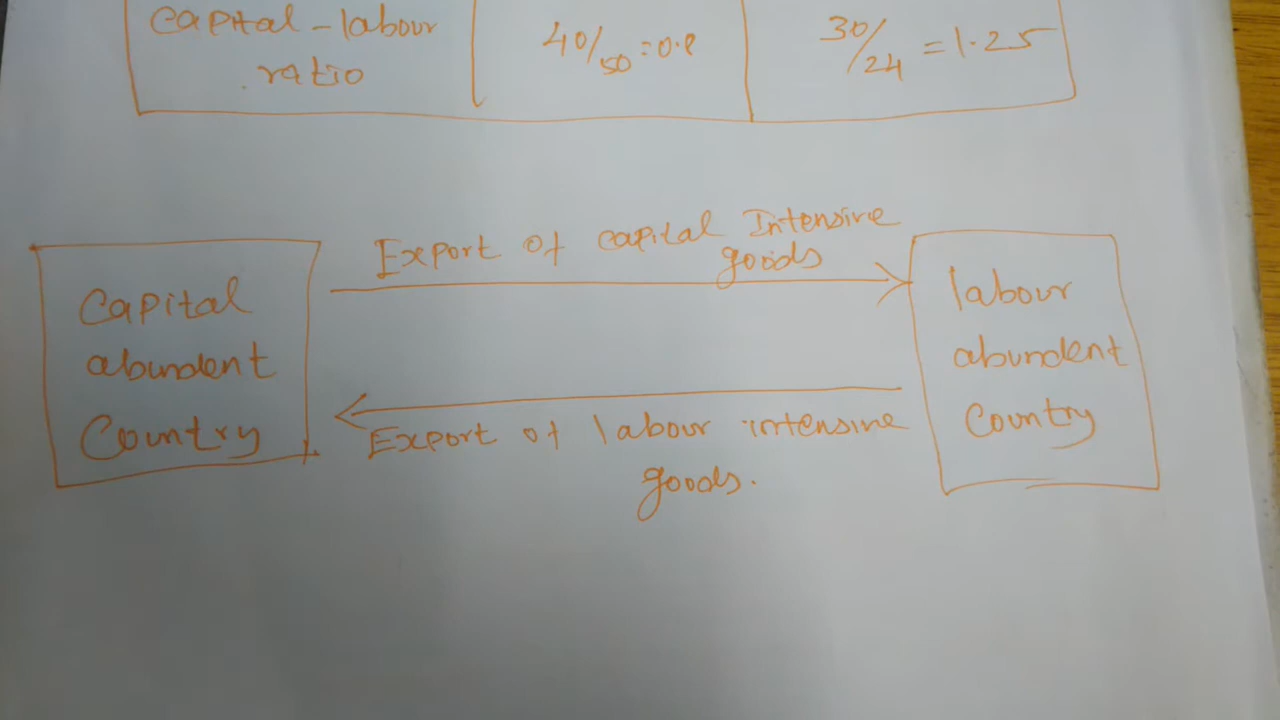 Capital - labour
ratio
40/50 = 0.8
30/24 = 1.25
Export of capital Intensive
goods
Capital
abundent
Country
labour
abundent
Country
Export of labour intensive
goods.